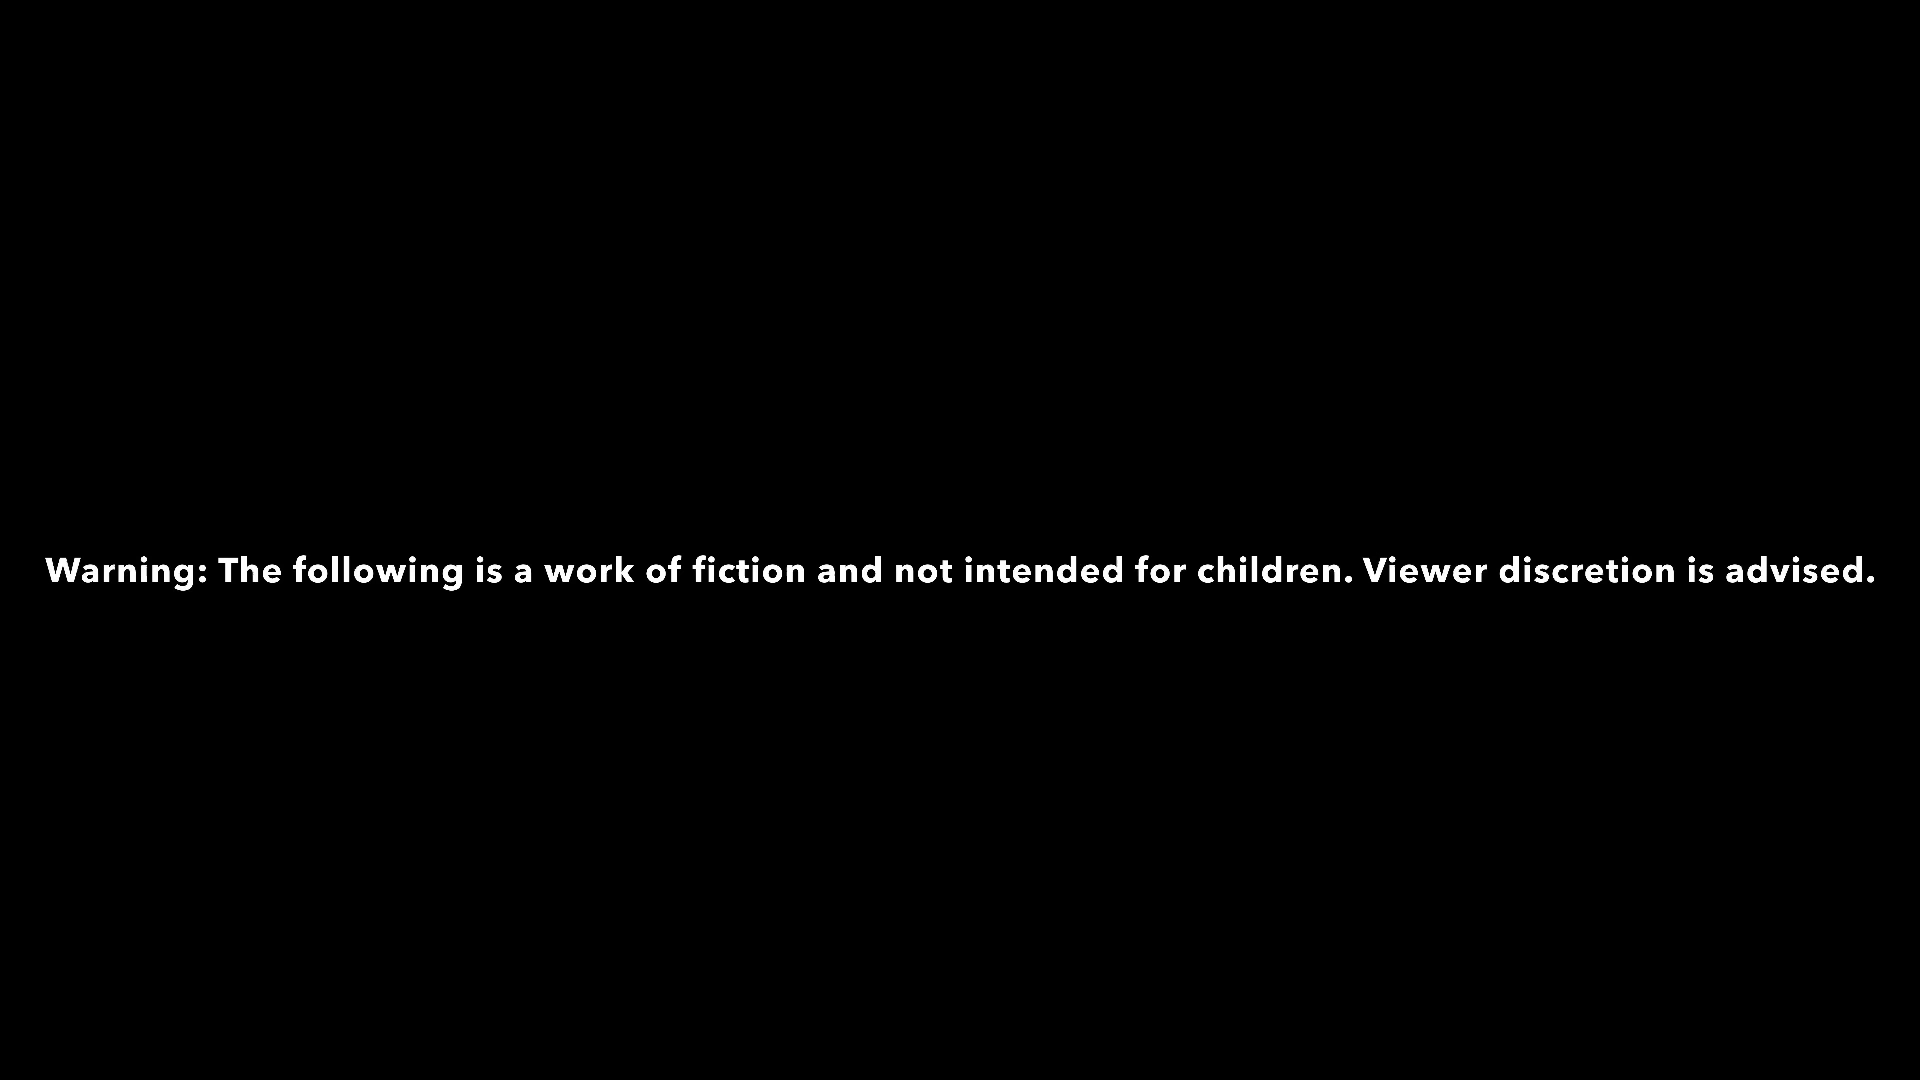 Warning: The following is a work of fiction and not intended for children. Viewer discretion is advised.